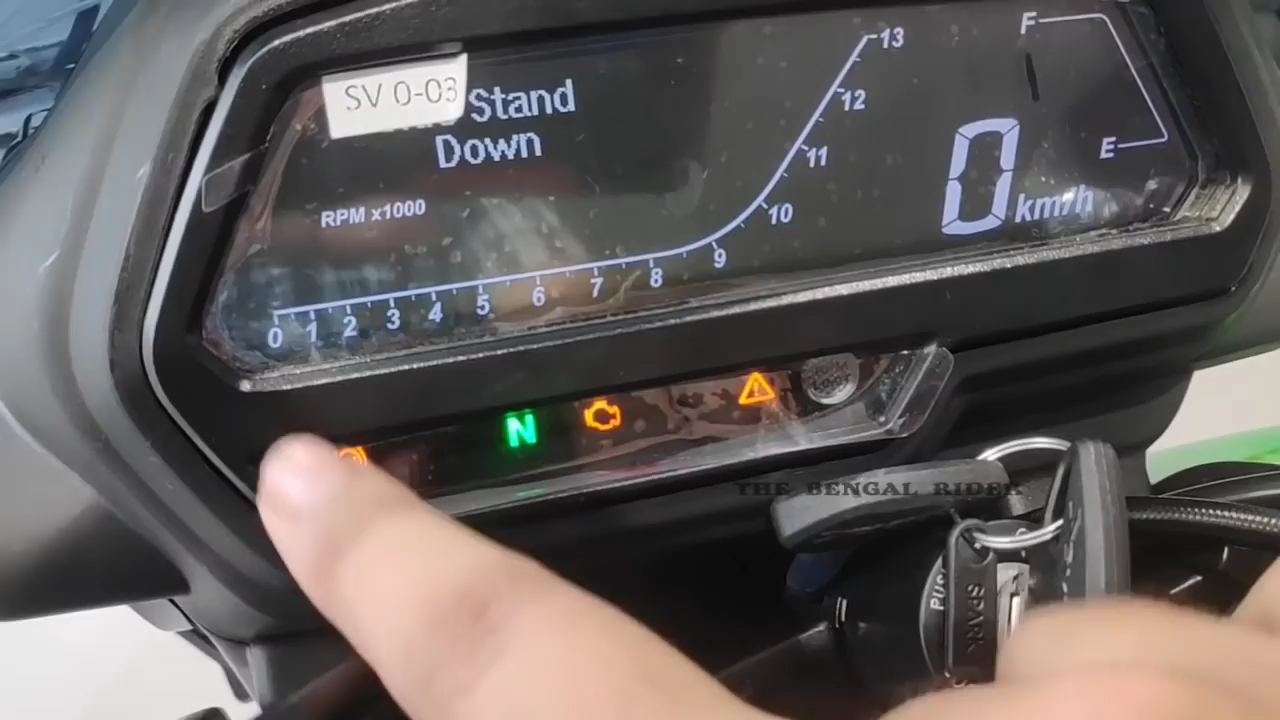 SV 0-03
Stand
Down
RPM x1000
0 1 2 3 4 5 6 7 8 9 10 11 12 13
F
E
0 km/h
N
THE BENGAL RIDER
SPARK